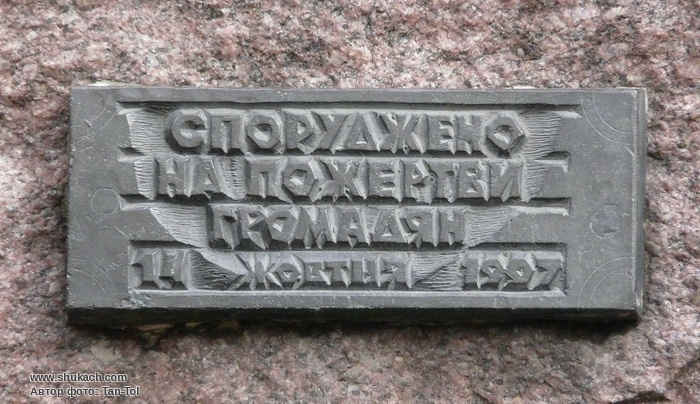 СПОРУДЖЕНО
НА ПОЖЕРТВИ
ГРОМАДЯН
14 ЖОВТНЯ 1997
www.shukach.com
Автор фото: Tan-Tol